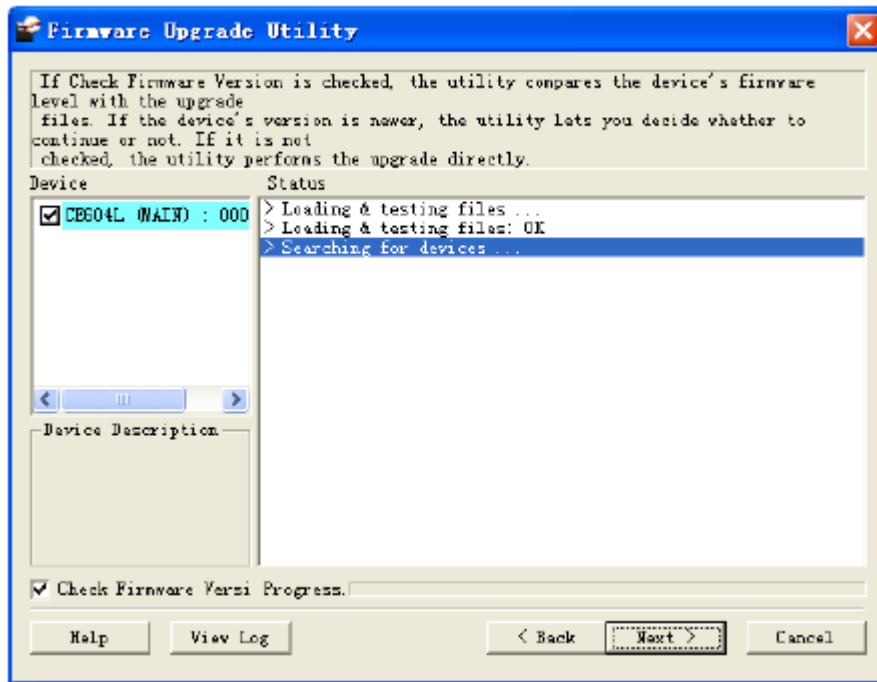 Firmware Upgrade Utility
If Check Firmware Version is checked, the utility compares the device's firmware
level with the upgrade
files. If the device's version is newer, the utility lets you decide whether to
continue or not. If it is not
checked, the utility performs the upgrade directly.
Device
Status
CE604L (MAIN) : 000
> Loading & testing files ...
> Loading & testing files: OK
> Searching for devices ...
Device Description
Check Firmware Versi Progress.
Help
View Log
< Back
Next >
Cancel